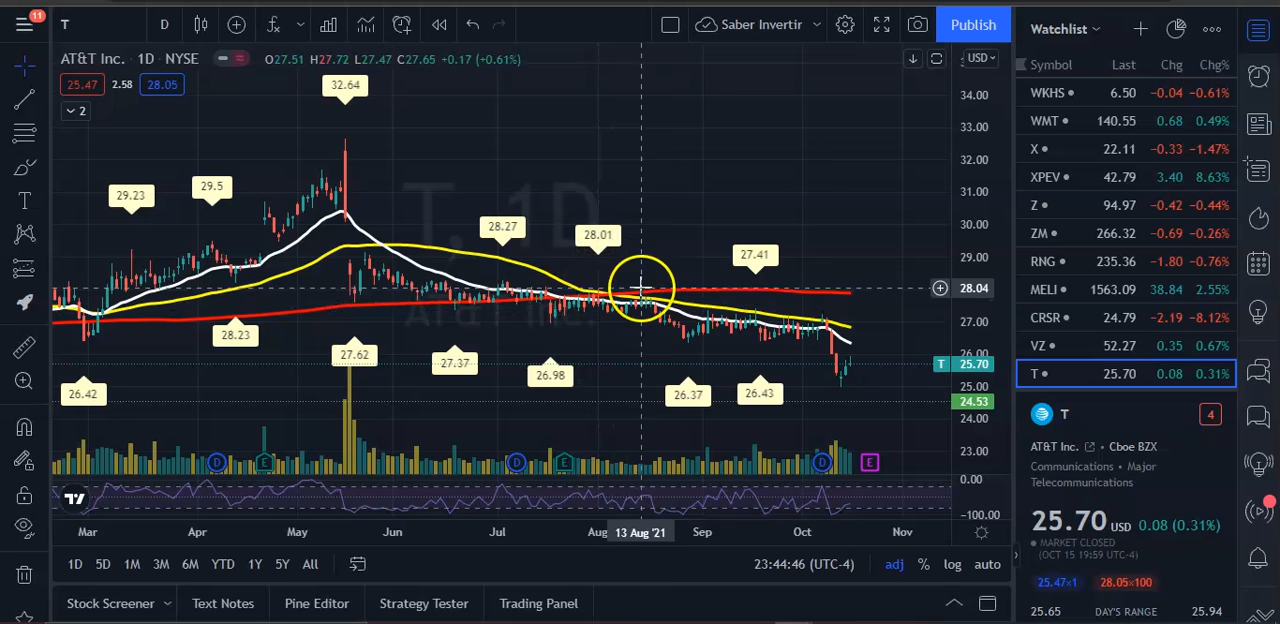 11
T
D
Saber Invertir
Publish
AT&T Inc. · 1D · NYSE
O27.51 H27.72 L27.47 C27.65 +0.17 (+0.61%)
25.47 2.58 28.05
2
USD
32.64
29.23
29.5
28.27
28.01
27.41
28.23
27.62
27.37
26.98
26.42
26.37
26.43
T, 1D
AT&T Inc.
D
E
D
E
D
E
34.00
33.00
32.00
31.00
30.00
29.00
28.04
27.00
26.00
T 25.70
25.00
24.53
24.00
23.00
0.00
−100.00
Mar Apr May Jun Jul Aug 13 Aug '21 Sep Oct Nov
1D 5D 1M 3M 6M YTD 1Y 5Y All
23:44:46 (UTC-4) adj % log auto
Stock Screener Text Notes Pine Editor Strategy Tester Trading Panel
Watchlist
Symbol Last Chg Chg%
WKHS 6.50 −0.04 −0.61%
WMT 140.55 0.68 0.49%
X 22.11 −0.33 −1.47%
XPEV 42.79 3.40 8.63%
Z 94.97 −0.42 −0.44%
ZM 266.32 −0.69 −0.26%
RNG 235.36 −1.80 −0.76%
MELI 1563.09 38.84 2.55%
CRSR 24.79 −2.19 −8.12%
VZ 52.27 0.35 0.67%
T 25.70 0.08 0.31%
T 4
AT&T Inc. • Cboe BZX
Communications • Major
Telecommunications
25.70 USD 0.08 (0.31%)
MARKET CLOSED
(OCT 15 19:59 UTC-4)
25.47×1 28.05×100
25.65 DAY'S RANGE 25.94